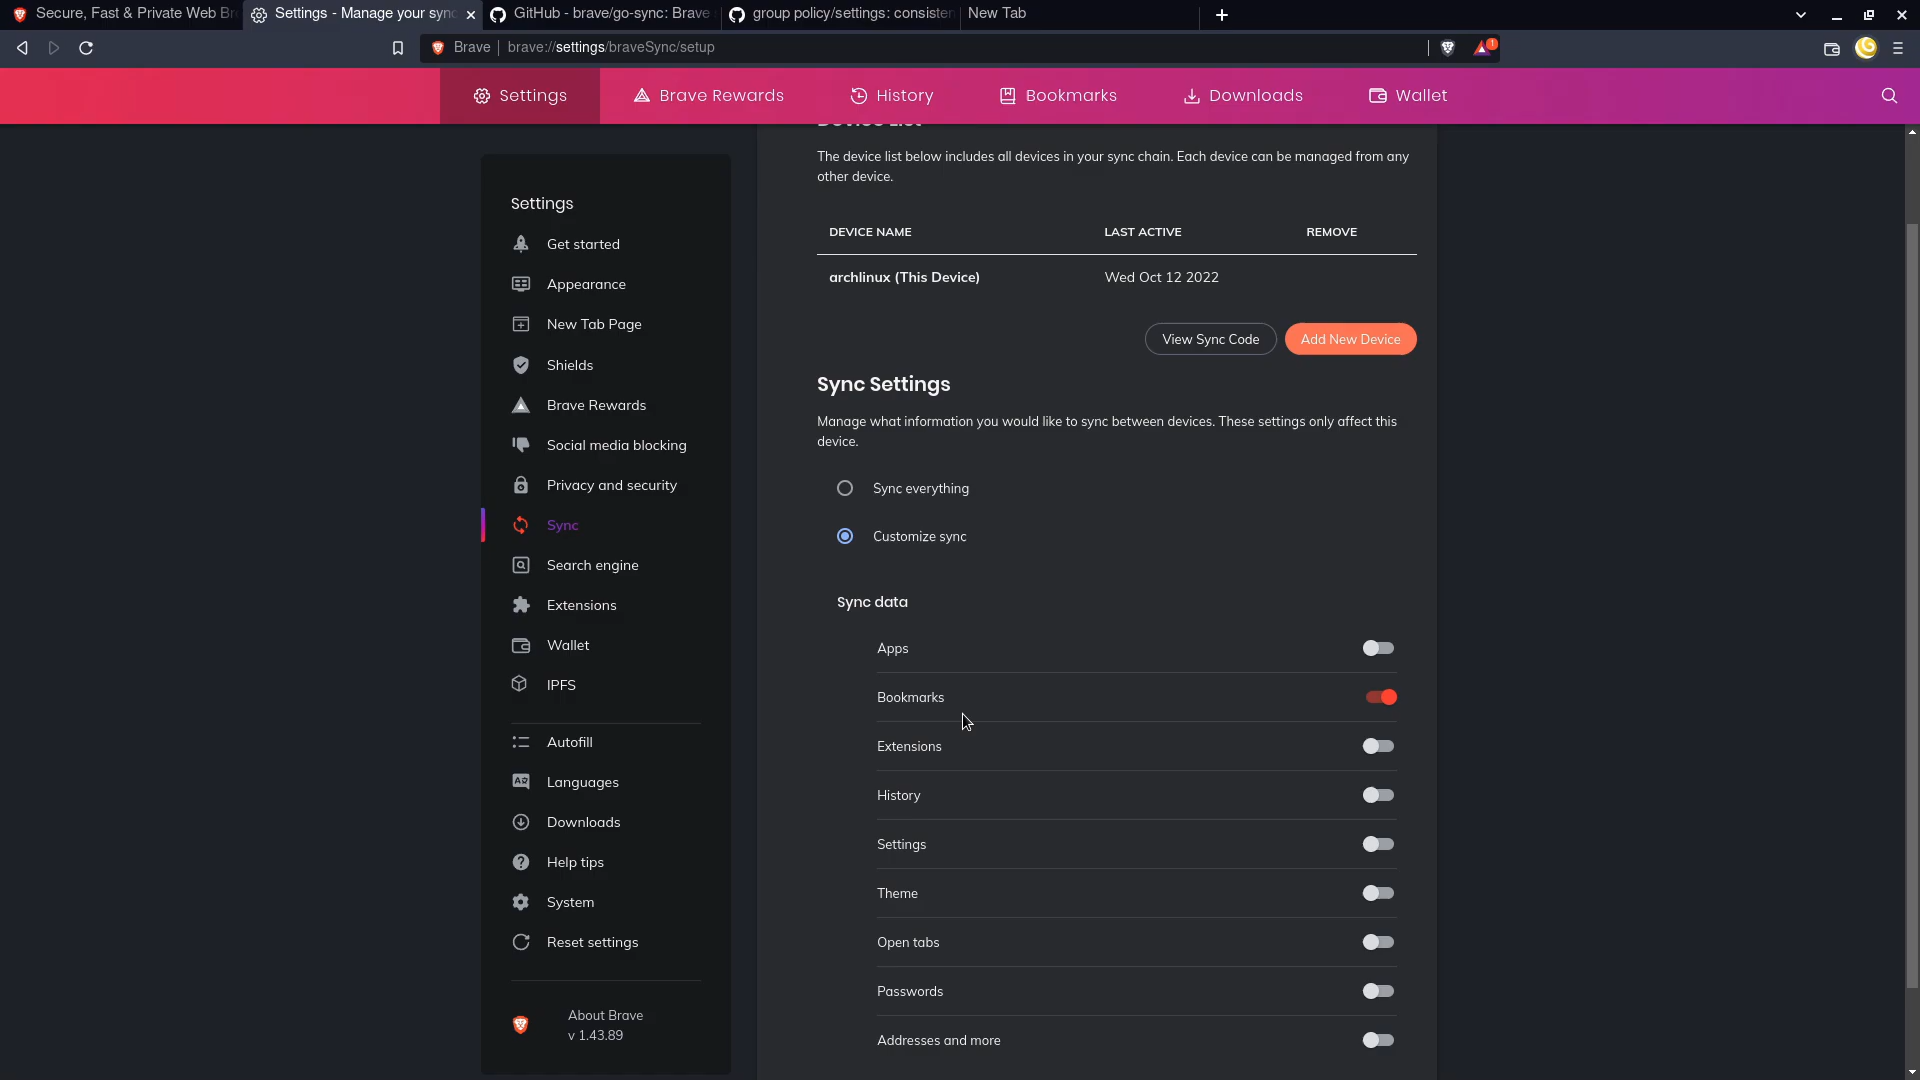 Secure, Fast & Private Web Br
Settings - Manage your sync
GitHub - brave/go-sync: Brave
group policy/settings: consisten
New Tab
Brave
brave://settings/braveSync/setup
1
Settings
Brave Rewards
History
Bookmarks
Downloads
Wallet
Device List
The device list below includes all devices in your sync chain. Each device can be managed from any
other device.
DEVICE NAME LAST ACTIVE REMOVE
archlinux (This Device) Wed Oct 12 2022
View Sync Code
Add New Device
Sync Settings
Manage what information you would like to sync between devices. These settings only affect this
device.
Sync everything
Customize sync
Sync data
Apps
Bookmarks
Extensions
History
Settings
Theme
Open tabs
Passwords
Addresses and more
Settings
Get started
Appearance
New Tab Page
Shields
Brave Rewards
Social media blocking
Privacy and security
Sync
Search engine
Extensions
Wallet
IPFS
Autofill
Languages
Downloads
Help tips
System
Reset settings
About Brave
v 1.43.89